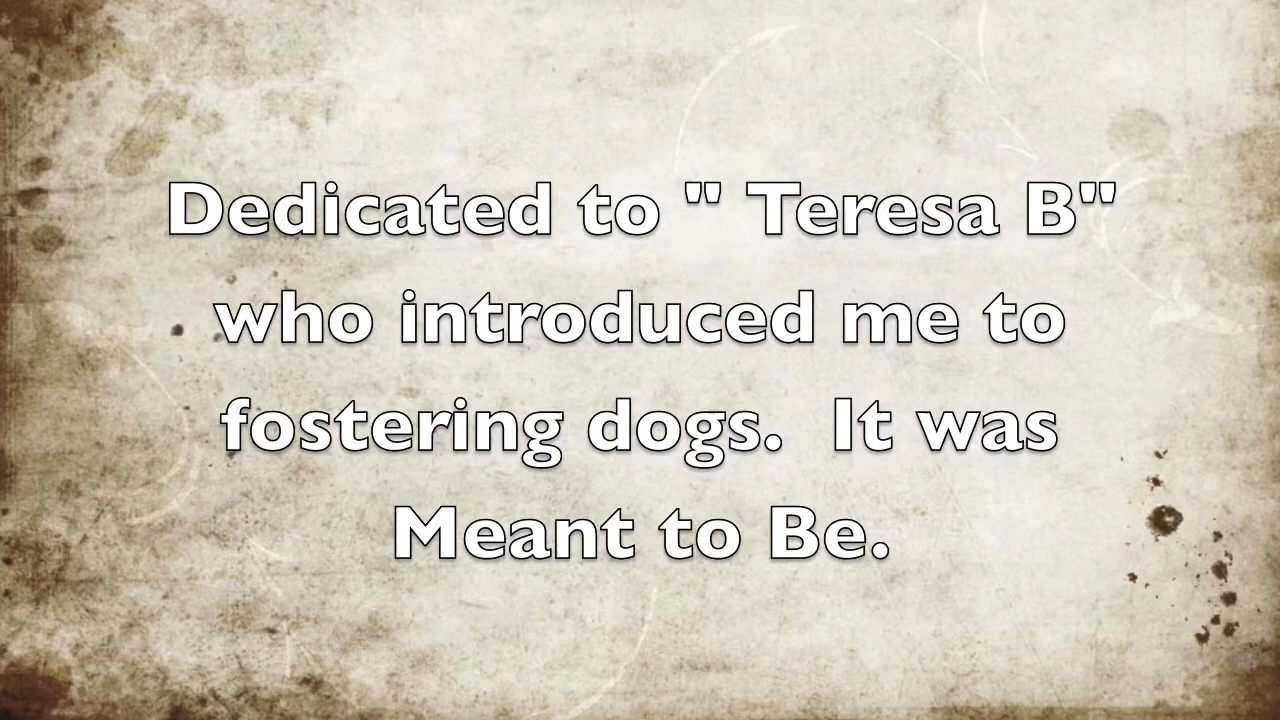 Dedicated to " Teresa B"
who introduced me to
fostering dogs.  It was
Meant to Be.